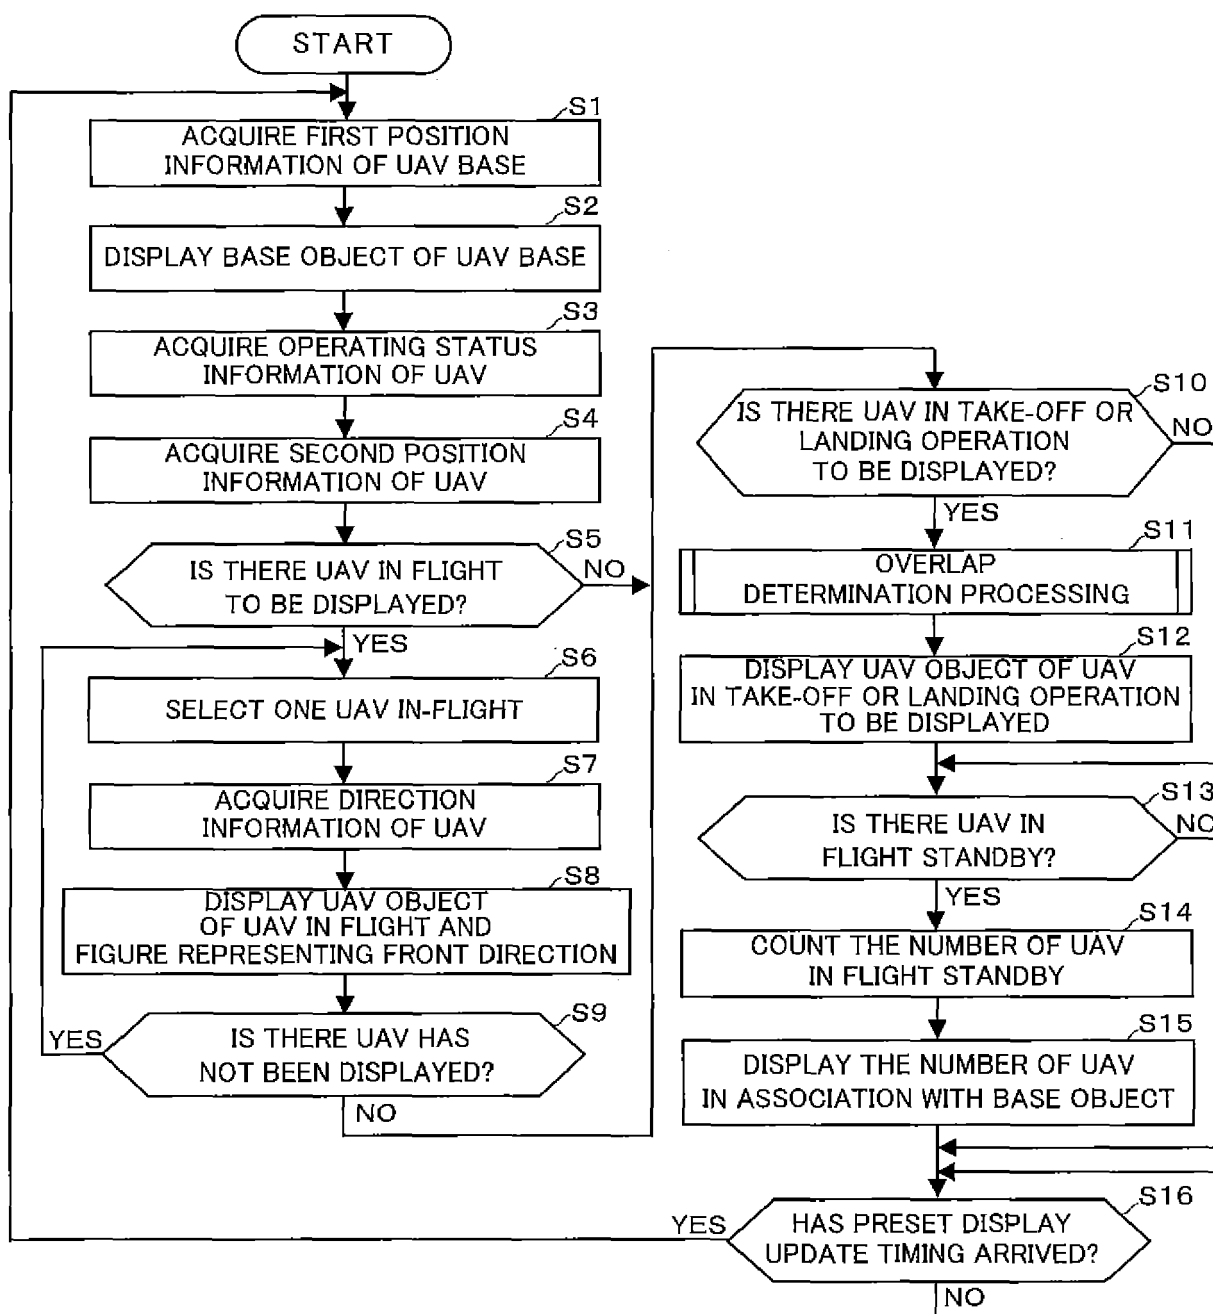 START
S1
ACQUIRE FIRST POSITION
INFORMATION OF UAV BASE
S2
DISPLAY BASE OBJECT OF UAV BASE
S3
ACQUIRE OPERATING STATUS
INFORMATION OF UAV
S4
ACQUIRE SECOND POSITION
INFORMATION OF UAV
S5
IS THERE UAV IN FLIGHT
TO BE DISPLAYED?
NO
YES
S6
SELECT ONE UAV IN-FLIGHT
S7
ACQUIRE DIRECTION
INFORMATION OF UAV
S8
DISPLAY UAV OBJECT
OF UAV IN FLIGHT AND
FIGURE REPRESENTING FRONT DIRECTION
S9
IS THERE UAV HAS
NOT BEEN DISPLAYED?
YES
NO
S10
IS THERE UAV IN TAKE-OFF OR
LANDING OPERATION
TO BE DISPLAYED?
NO
YES
S11
OVERLAP
DETERMINATION PROCESSING
S12
DISPLAY UAV OBJECT OF UAV
IN TAKE-OFF OR LANDING OPERATION
TO BE DISPLAYED
S13
IS THERE UAV IN
FLIGHT STANDBY?
NO
YES
S14
COUNT THE NUMBER OF UAV
IN FLIGHT STANDBY
S15
DISPLAY THE NUMBER OF UAV
IN ASSOCIATION WITH BASE OBJECT
S16
HAS PRESET DISPLAY
UPDATE TIMING ARRIVED?
YES
NO